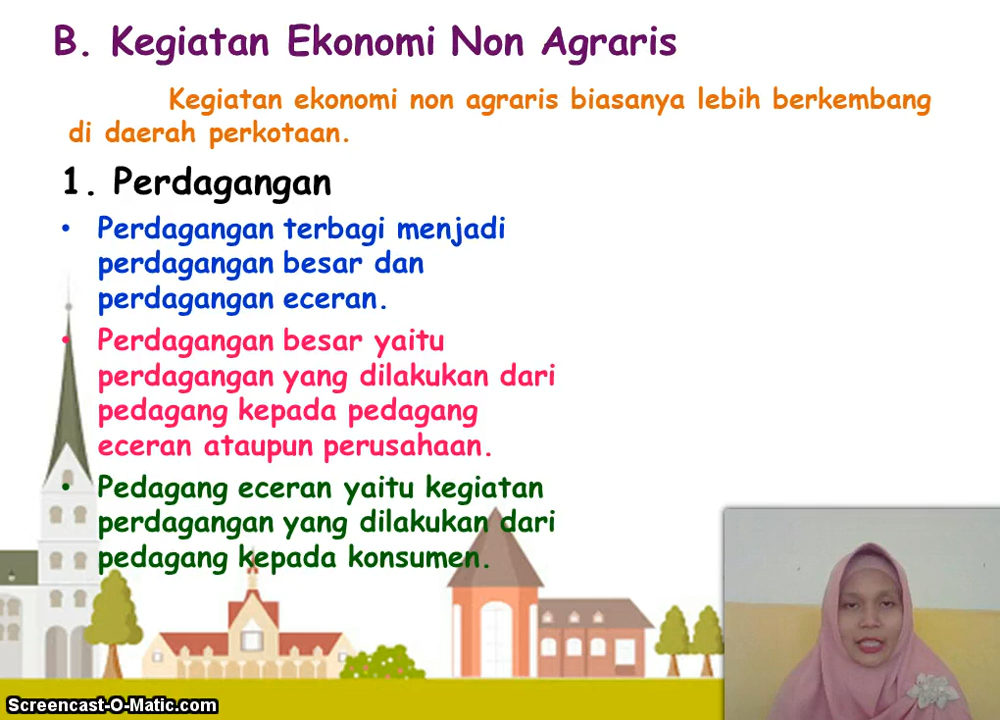 B. Kegiatan Ekonomi Non Agraris
Kegiatan ekonomi non agraris biasanya lebih berkembang
di daerah perkotaan.
1. Perdagangan
• Perdagangan terbagi menjadi
perdagangan besar dan
perdagangan eceran.
• Perdagangan besar yaitu
perdagangan yang dilakukan dari
pedagang kepada pedagang
eceran ataupun perusahaan.
• Pedagang eceran yaitu kegiatan
perdagangan yang dilakukan dari
pedagang kepada konsumen.
Screencast-O-Matic.com